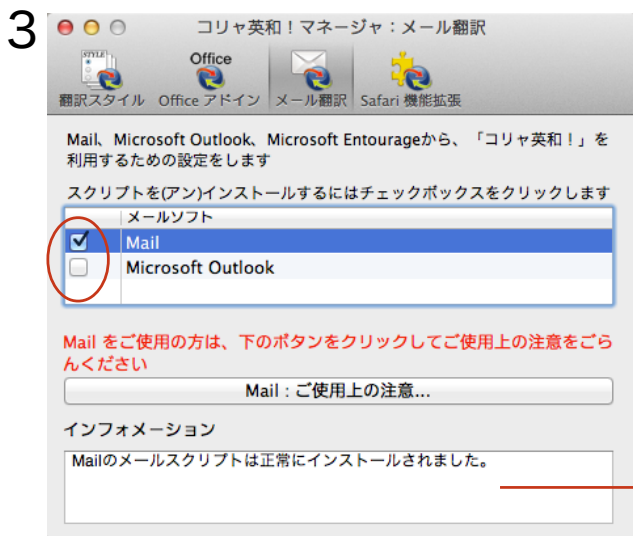 3
コリャ英和！マネージャ：メール翻訳
STYLE
Office
翻訳スタイル Office アドイン メール翻訳 Safari 機能拡張
Mail、Microsoft Outlook、Microsoft Entourageから、「コリャ英和！」を
利用するための設定をします
スクリプトを(アン)インストールするにはチェックボックスをクリックします
メールソフト
Mail
Microsoft Outlook
Mail をご使用の方は、下のボタンをクリックしてご使用上の注意をごら
んください
Mail : ご使用上の注意...
インフォメーション
Mailのメールスクリプトは正常にインストールされました。